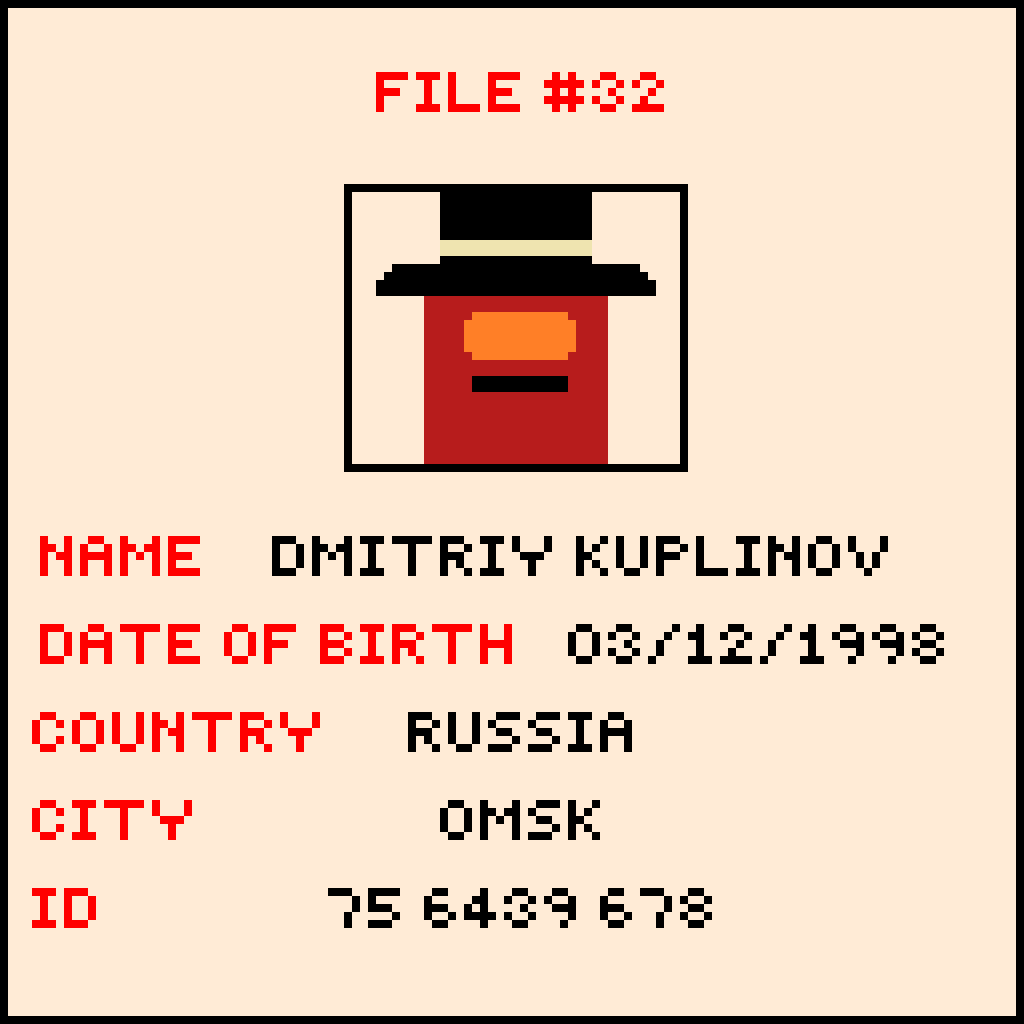 FILE #32
NAME DMITRIY KUPLINOV
DATE OF BIRTH 03/12/1998
COUNTRY RUSSIA
CITY OMSK
ID 75 6439 678